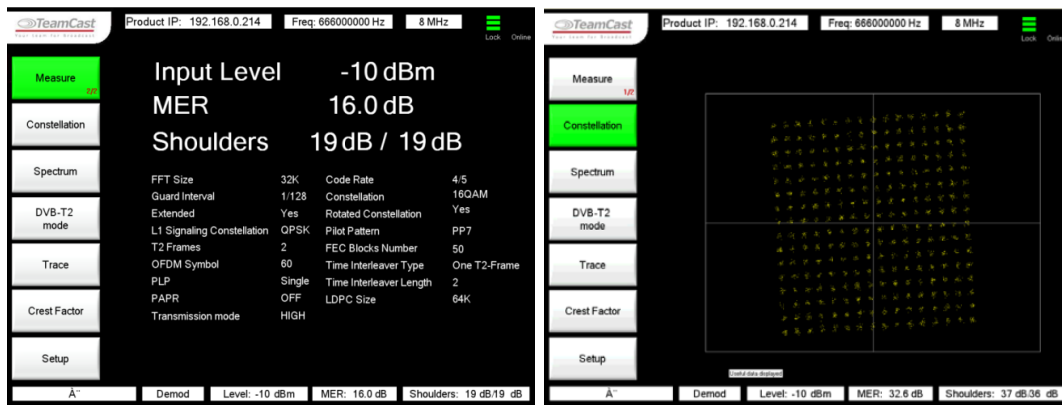 TeamCast
Your team for Broadcast
Product IP: 192.168.0.214
Freq: 666000000 Hz
8 MHz
Lock
Online
Measure
2/2
Constellation
Spectrum
DVB-T2
mode
Trace
Crest Factor
Setup
Input Level -10 dBm
MER 16.0 dB
Shoulders 19 dB / 19 dB
FFT Size 32K Code Rate 4/5
Guard Interval 1/128 Constellation 16QAM
Extended Yes Rotated Constellation Yes
L1 Signaling Constellation QPSK Pilot Pattern PP7
T2 Frames 2 FEC Blocks Number 50
OFDM Symbol 60 Time Interleaver Type One T2-Frame
PLP Single Time Interleaver Length 2
PAPR OFF LDPC Size 64K
Transmission mode HIGH
À¨ Demod Level: -10 dBm MER: 16.0 dB Shoulders: 19 dB/19 dB
TeamCast
Your team for Broadcast
Product IP: 192.168.0.214
Freq: 666000000 Hz
8 MHz
Lock
Online
Measure
1/2
Constellation
Spectrum
DVB-T2
mode
Trace
Crest Factor
Setup
Useful data displayed
À¨ Demod Level: -10 dBm MER: 32.6 dB Shoulders: 37 dB/36 dB